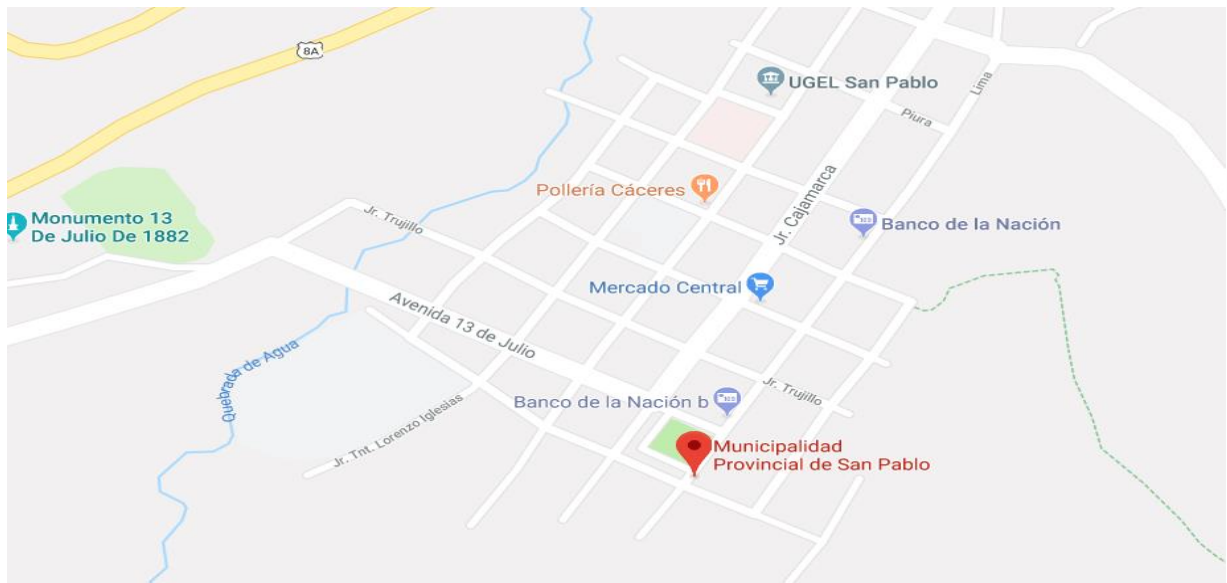 8A
UGEL San Pablo
Lima
Piura
Pollería Cáceres
Jr. Cajamarca
Monumento 13
De Julio De 1882
Jr. Trujillo
Banco de la Nación
Mercado Central
Avenida 13 de Julio
Quebrada de Agua
Jr. Trujillo
Banco de la Nación b
Jr. Tnt. Lorenzo Iglesias
Municipalidad
Provincial de San Pablo